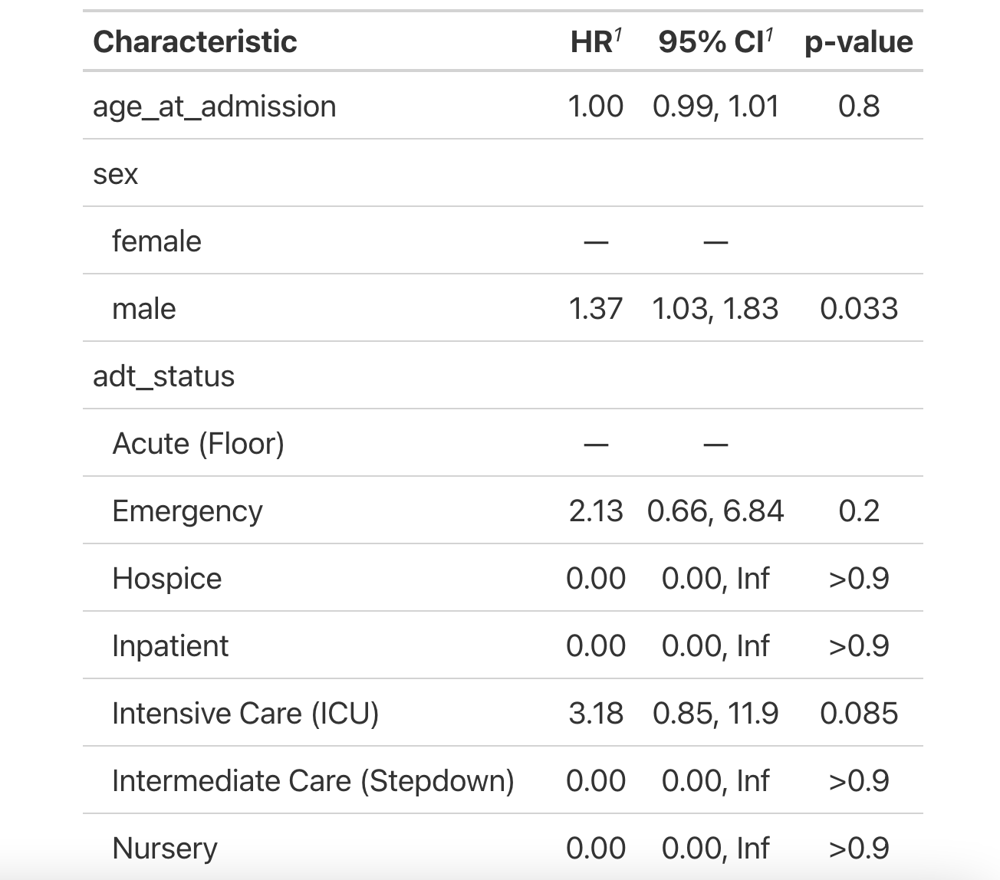 Characteristic HR¹ 95% CI¹ p-value
age_at_admission 1.00 0.99, 1.01 0.8
sex
female — —
male 1.37 1.03, 1.83 0.033
adt_status
Acute (Floor) — —
Emergency 2.13 0.66, 6.84 0.2
Hospice 0.00 0.00, Inf >0.9
Inpatient 0.00 0.00, Inf >0.9
Intensive Care (ICU) 3.18 0.85, 11.9 0.085
Intermediate Care (Stepdown) 0.00 0.00, Inf >0.9
Nursery 0.00 0.00, Inf >0.9